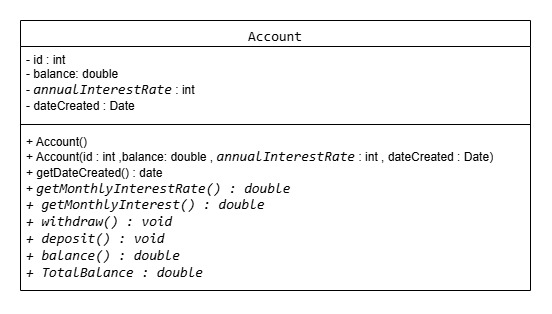 Account
- id : int
- balance: double
- annualInterestRate : int
- dateCreated : Date
+ Account()
+ Account(id : int ,balance: double , annualInterestRate : int , dateCreated : Date)
+ getDateCreated() : date
+ getMonthlyInterestRate() : double
+ getMonthlyInterest() : double
+ withdraw() : void
+ deposit() : void
+ balance() : double
+ TotalBalance : double